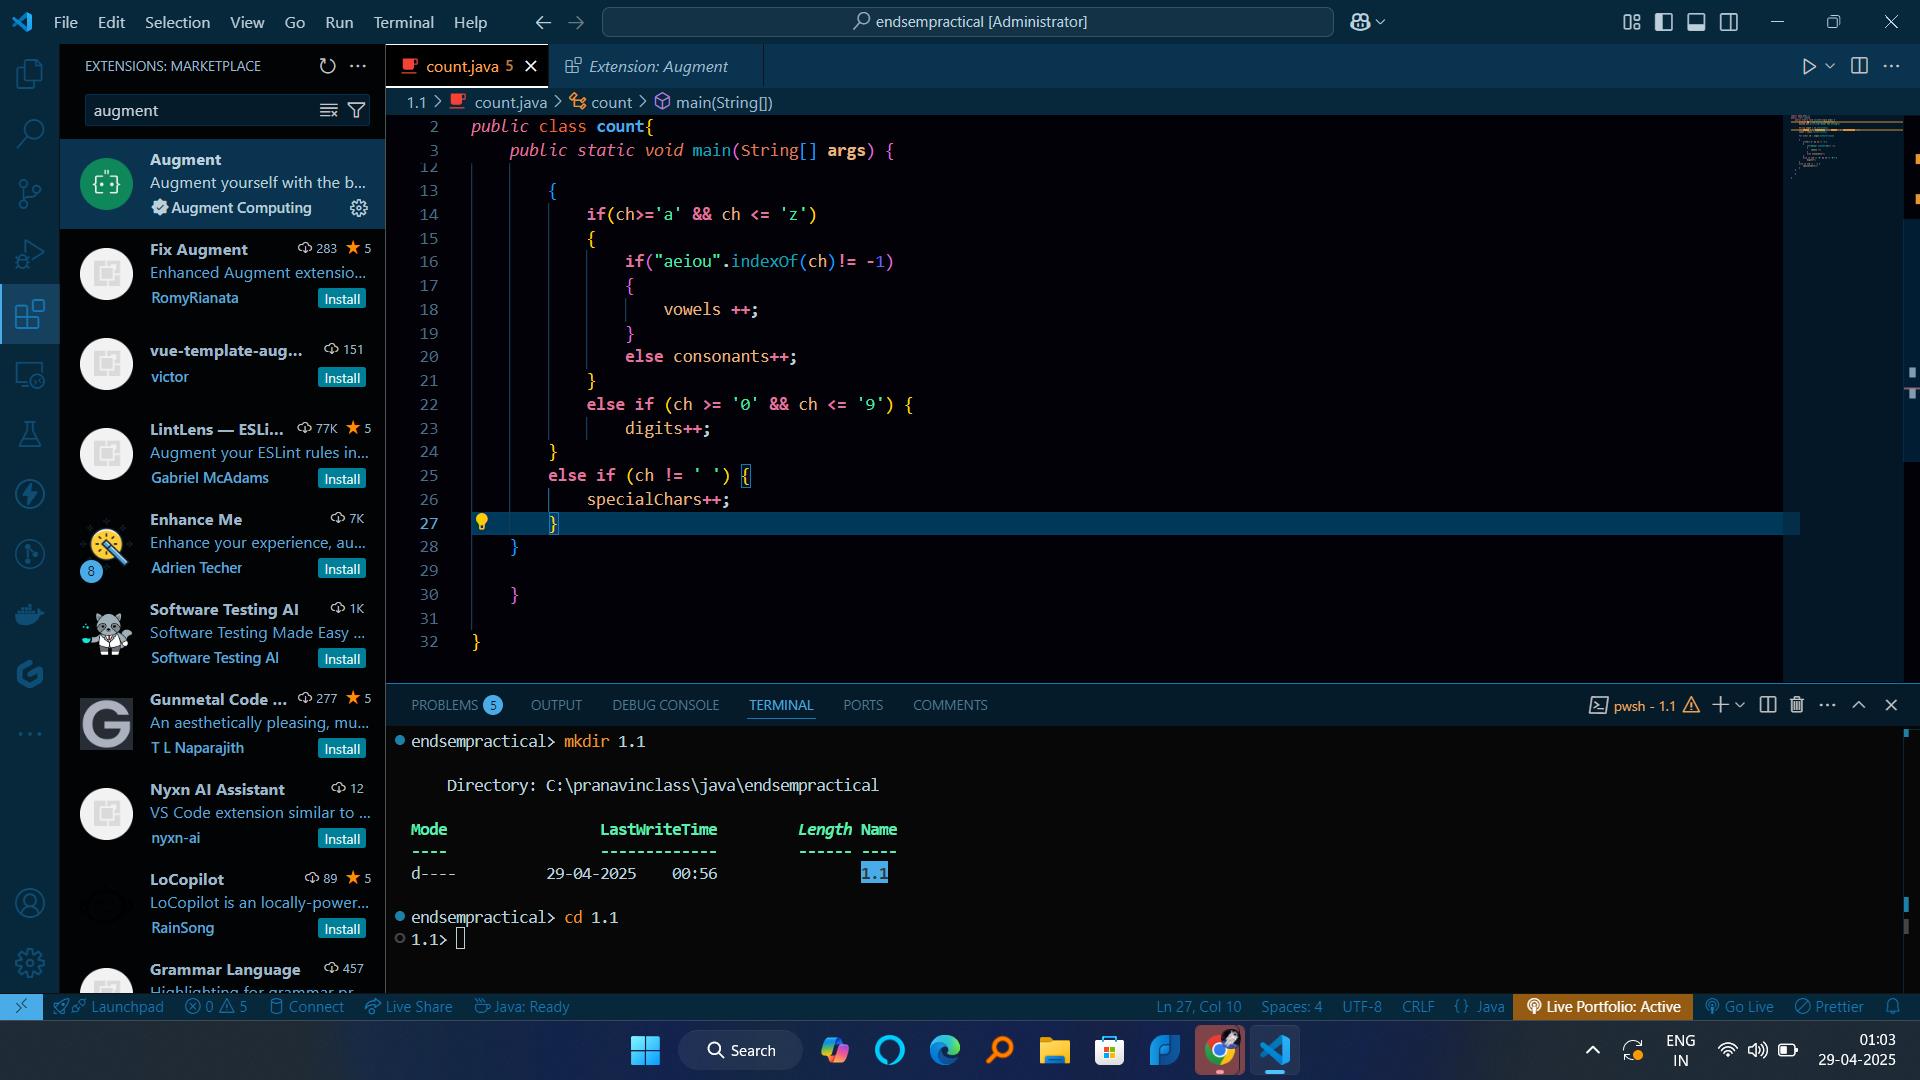 File Edit Selection View Go Run Terminal Help
endsempractical [Administrator]
EXTENSIONS: MARKETPLACE
augment
Augment
Augment yourself with the b...
Augment Computing
Fix Augment 283 5
Enhanced Augment extensio...
RomyRianata Install
vue-template-aug... 151
victor Install
LintLens — ESLi... 77K 5
Augment your ESLint rules in...
Gabriel McAdams Install
Enhance Me 7K
Enhance your experience, au...
8
Adrien Techer Install
Software Testing AI 1K
Software Testing Made Easy ...
Software Testing AI Install
Gunmetal Code ... 277 5
An aesthetically pleasing, mu...
T L Naparajith Install
Nyxn AI Assistant 12
VS Code extension similar to ...
nyxn-ai Install
LoCopilot 89 5
LoCopilot is an locally-power...
RainSong Install
Grammar Language 457
count.java 5 Extension: Augment
1.1 > count.java > count > main(String[])
2 public class count{
3 public static void main(String[] args) {
12
13 {
14 if(ch>='a' && ch <= 'z')
15 {
16 if("aeiou".indexOf(ch)!= -1)
17 {
18 vowels ++;
19 }
20 else consonants++;
21 }
22 else if (ch >= '0' && ch <= '9') {
23 digits++;
24 }
25 else if (ch != ' ') {
26 specialChars++;
27 }
28 }
29
30 }
31
32 }
PROBLEMS 5 OUTPUT DEBUG CONSOLE TERMINAL PORTS COMMENTS
pwsh - 1.1
endsempractical> mkdir 1.1
Directory: C:\pranavinclass\java\endsempractical
Mode LastWriteTime Length Name
---- ------------- ------ ----
d---- 29-04-2025 00:56 1.1
endsempractical> cd 1.1
1.1>
Launchpad 0 5 Connect Live Share Java: Ready
Ln 27, Col 10 Spaces: 4 UTF-8 CRLF {} Java Live Portfolio: Active Go Live Prettier
Search
ENG
IN
01:03
29-04-2025